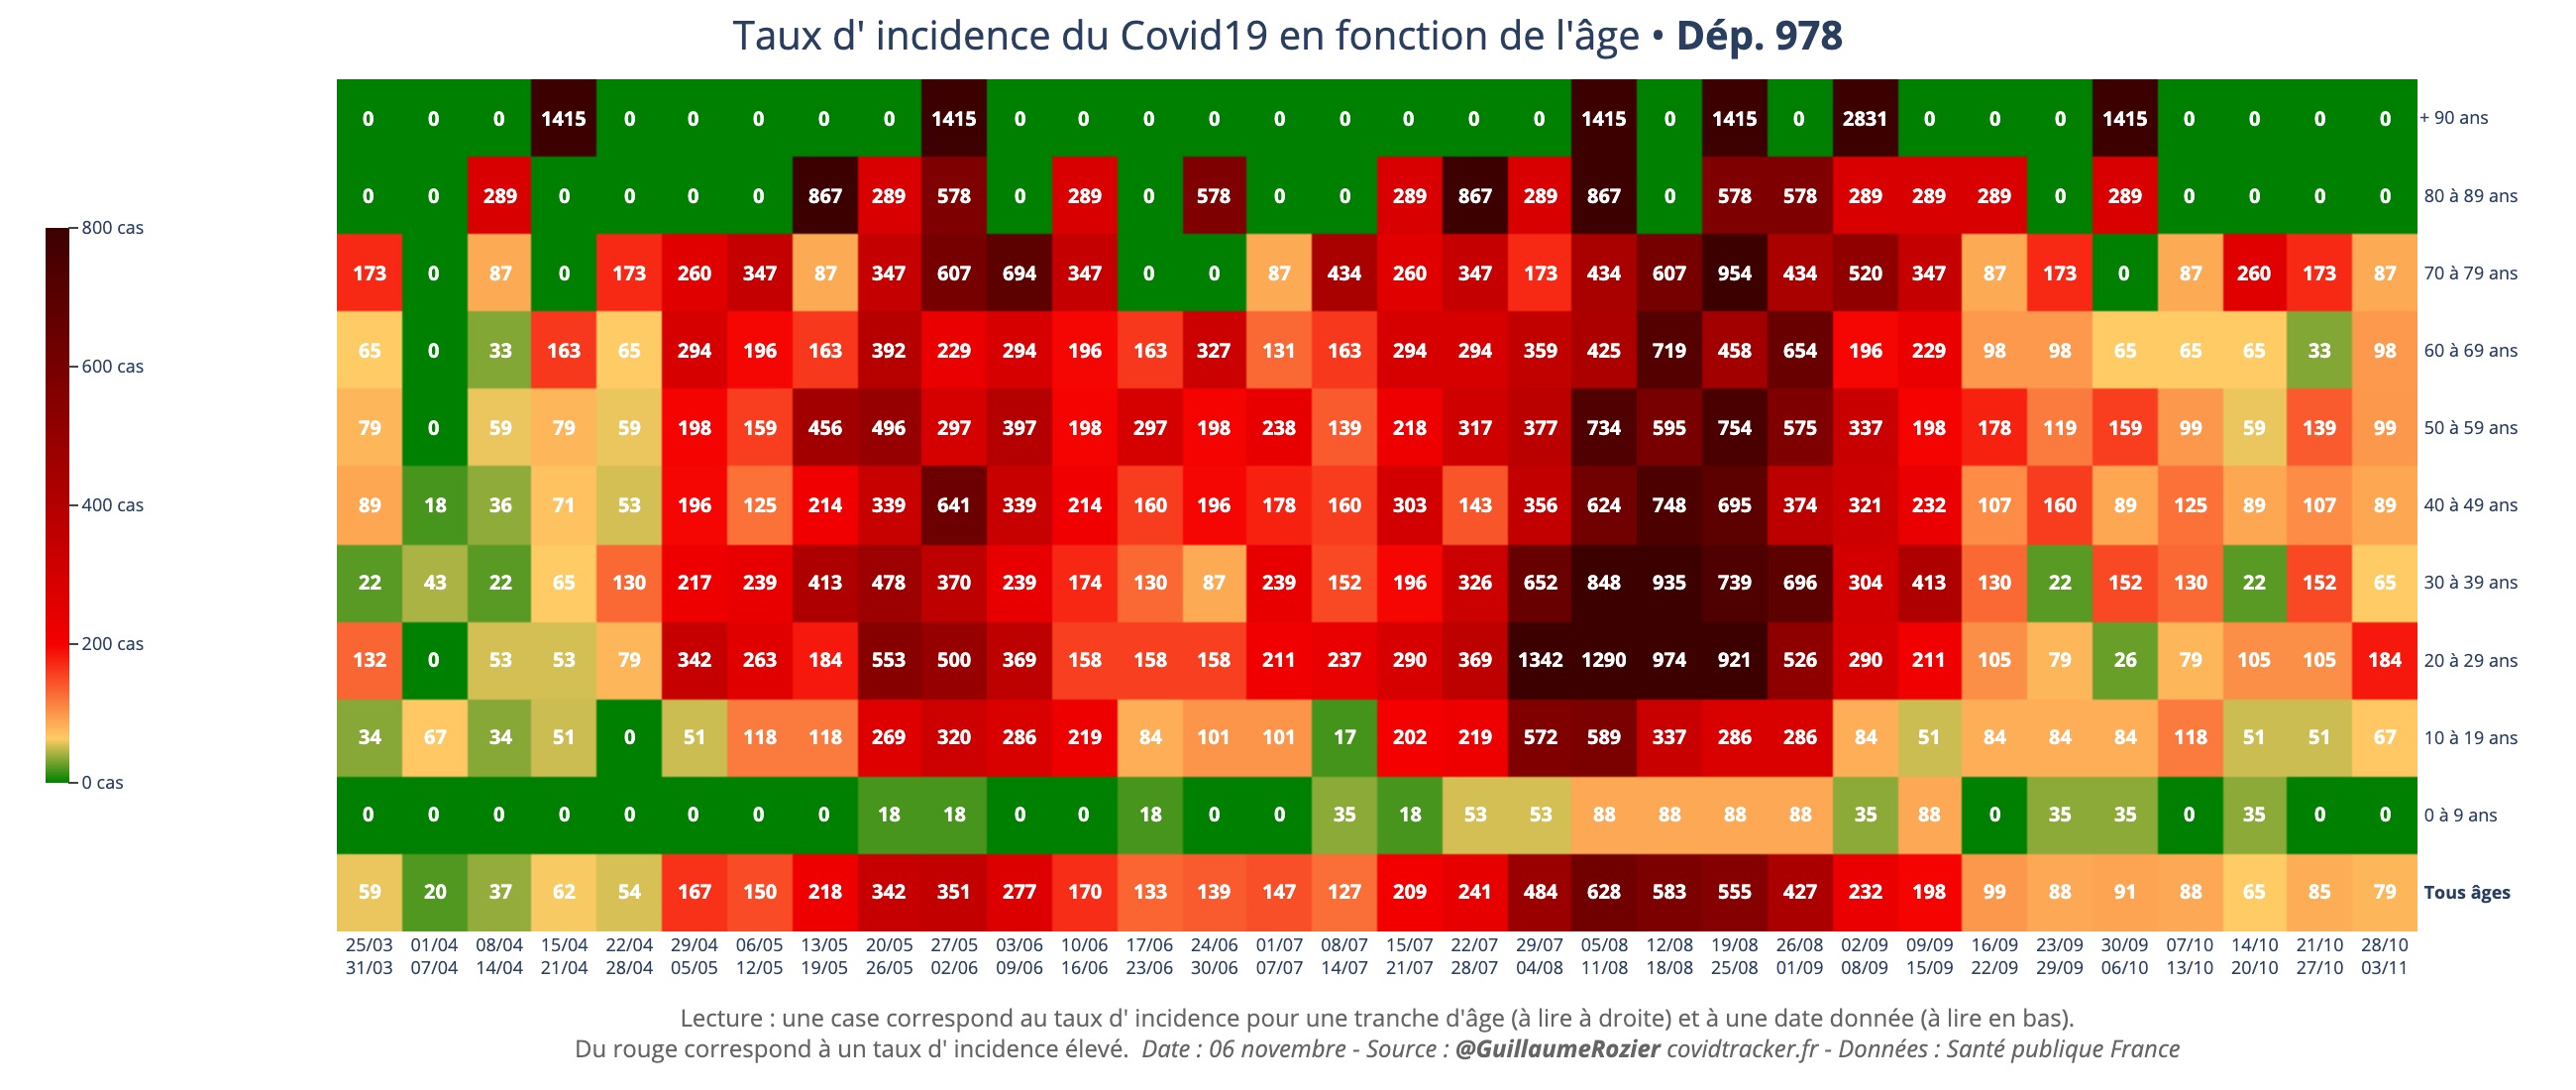 Taux d' incidence du Covid19 en fonction de l'âge • Dép. 978
0 0 0 1415 0 0 0 0 0 1415 0 0 0 0 0 0 0 0 0 1415 0 1415 0 2831 0 0 0 1415 0 0 0 0 + 90 ans
0 0 289 0 0 0 0 867 289 578 0 289 0 578 0 0 289 867 289 867 0 578 578 289 289 289 0 289 0 0 0 0 80 à 89 ans
173 0 87 0 173 260 347 87 347 607 694 347 0 0 87 434 260 347 173 434 607 954 434 520 347 87 173 0 87 260 173 87 70 à 79 ans
65 0 33 163 65 294 196 163 392 229 294 196 163 327 131 163 294 294 359 425 719 458 654 196 229 98 98 65 65 65 33 98 60 à 69 ans
79 0 59 79 59 198 159 456 496 297 397 198 297 198 238 139 218 317 377 734 595 754 575 337 198 178 119 159 99 59 139 99 50 à 59 ans
89 18 36 71 53 196 125 214 339 641 339 214 160 196 178 160 303 143 356 624 748 695 374 321 232 107 160 89 125 89 107 89 40 à 49 ans
22 43 22 65 130 217 239 413 478 370 239 174 130 87 239 152 196 326 652 848 935 739 696 304 413 130 22 152 130 22 152 65 30 à 39 ans
132 0 53 53 79 342 263 184 553 500 369 158 158 158 211 237 290 369 1342 1290 974 921 526 290 211 105 79 26 79 105 105 184 20 à 29 ans
34 67 34 51 0 51 118 118 269 320 286 219 84 101 101 17 202 219 572 589 337 286 286 84 51 84 84 84 118 51 51 67 10 à 19 ans
0 0 0 0 0 0 0 0 18 18 0 0 18 0 0 35 18 53 53 88 88 88 88 35 88 0 35 35 0 35 0 0 0 à 9 ans
59 20 37 62 54 167 150 218 342 351 277 170 133 139 147 127 209 241 484 628 583 555 427 232 198 99 88 91 88 65 85 79 Tous âges
25/03 01/04 08/04 15/04 22/04 29/04 06/05 13/05 20/05 27/05 03/06 10/06 17/06 24/06 01/07 08/07 15/07 22/07 29/07 05/08 12/08 19/08 26/08 02/09 09/09 16/09 23/09 30/09 07/10 14/10 21/10 28/10
31/03 07/04 14/04 21/04 28/04 05/05 12/05 19/05 26/05 02/06 09/06 16/06 23/06 30/06 07/07 14/07 21/07 28/07 04/08 11/08 18/08 25/08 01/09 08/09 15/09 22/09 29/09 06/10 13/10 20/10 27/10 03/11
800 cas
600 cas
400 cas
200 cas
0 cas
Lecture : une case correspond au taux d' incidence pour une tranche d'âge (à lire à droite) et à une date donnée (à lire en bas).
Du rouge correspond à un taux d' incidence élevé. Date : 06 novembre - Source : @GuillaumeRozier covidtracker.fr - Données : Santé publique France